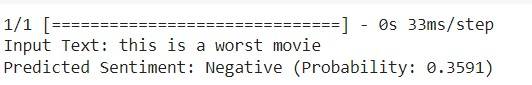 1/1 [==============================] - 0s 33ms/step
Input Text: this is a worst movie
Predicted Sentiment: Negative (Probability: 0.3591)